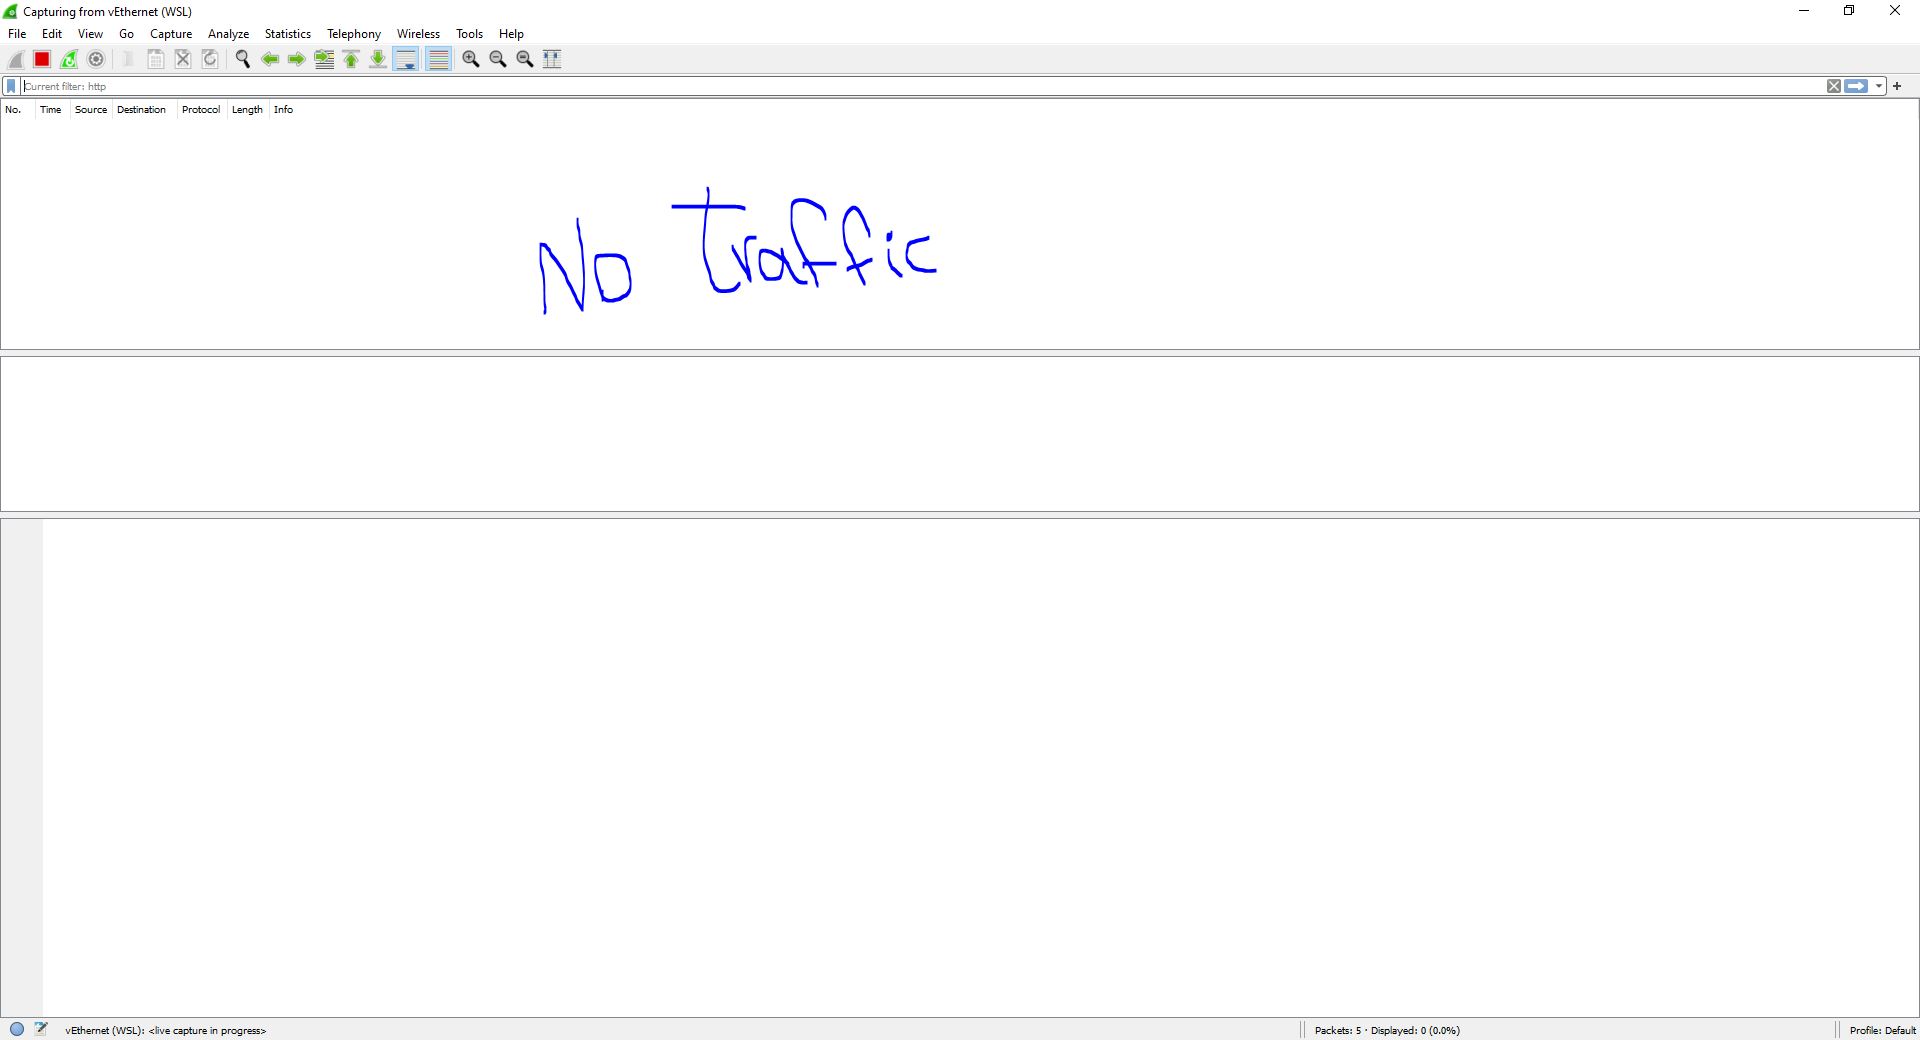 Capturing from vEthernet (WSL)
File Edit View Go Capture Analyze Statistics Telephony Wireless Tools Help
Current filter: http
No. Time Source Destination Protocol Length Info
No Traffic
vEthernet (WSL): <live capture in progress> Packets: 5 · Displayed: 0 (0.0%) Profile: Default